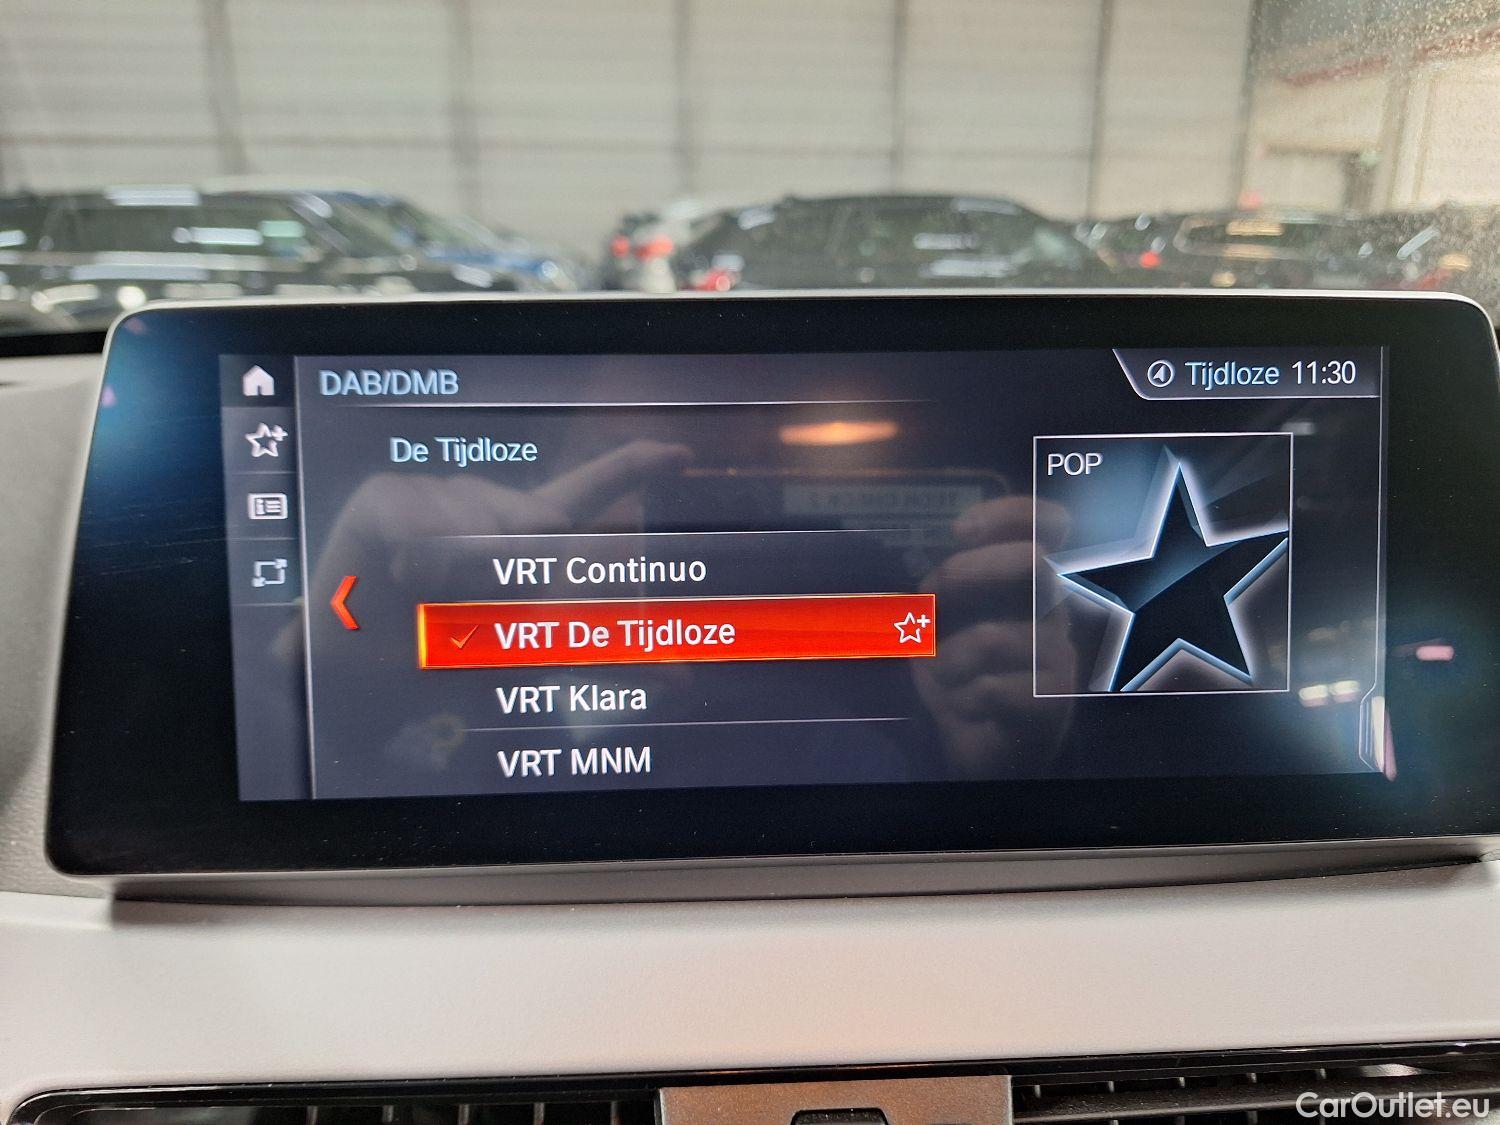 DAB/DMB
Tijdloze 11:30
De Tijdloze
POP
VRT Continuo
VRT De Tijdloze
VRT Klara
VRT MNM
CarOutlet.eu